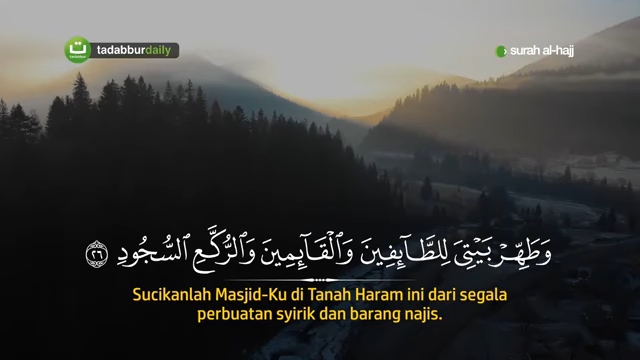 tadabburdaily
surah al-hajj
وَطَهِّرْ بَيْتِىَ لِلطَّآئِفِينَ وَٱلْقَآئِمِينَ وَٱلرُّكَّعِ ٱلسُّجُودِ ٢٦
Sucikanlah Masjid-Ku di Tanah Haram ini dari segala
perbuatan syirik dan barang najis.